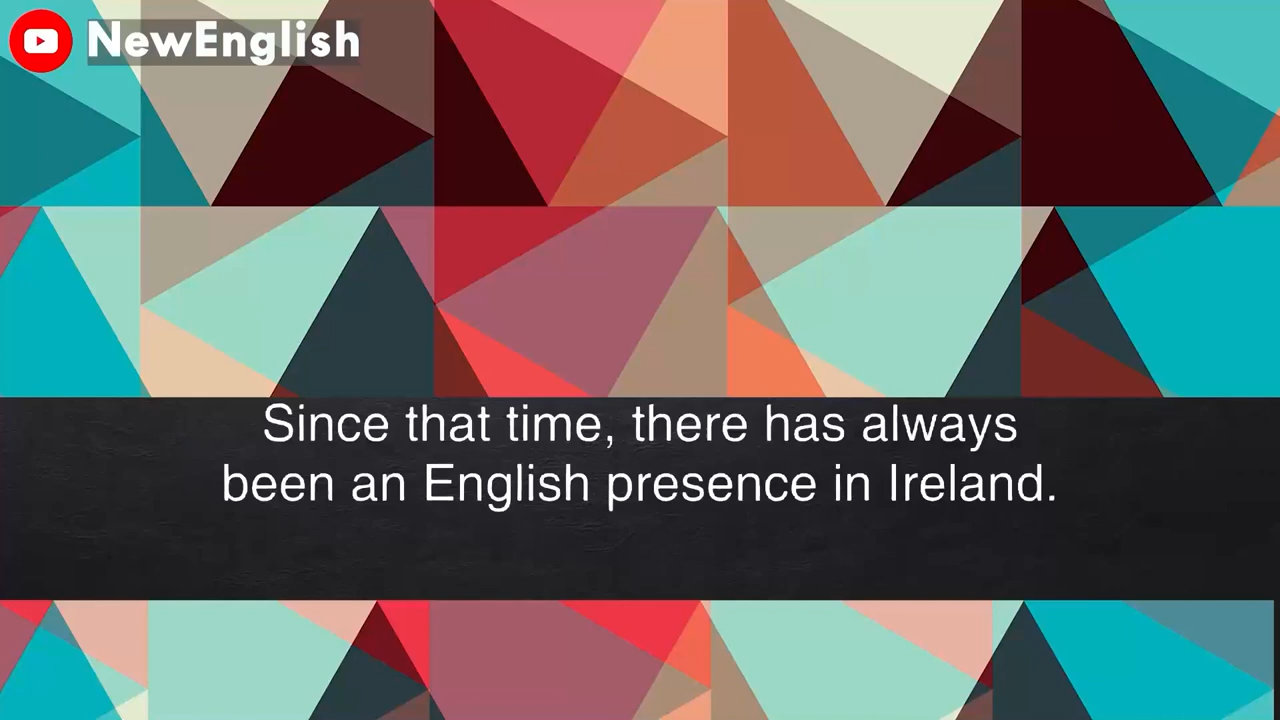 NewEnglish
Since that time, there has always
been an English presence in Ireland.